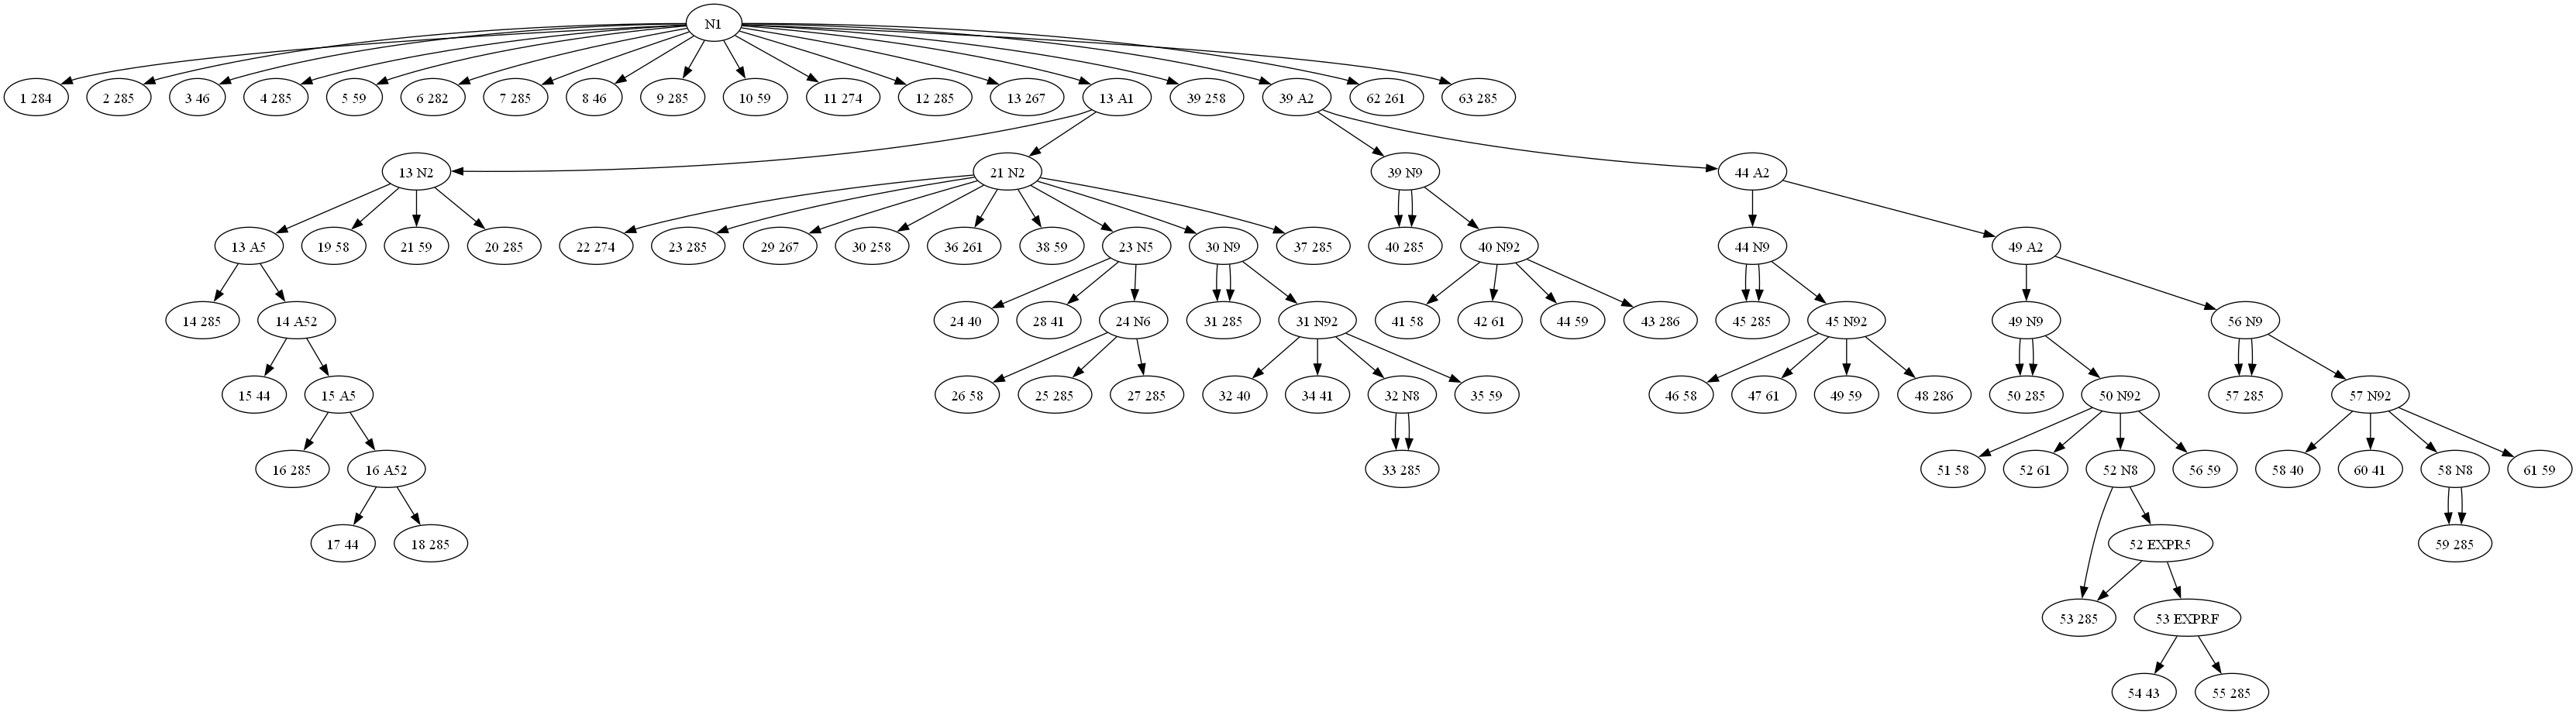 N1
1 284
2 285
3 46
4 285
5 59
6 282
7 285
8 46
9 285
10 59
11 274
12 285
13 267
13 A1
39 258
39 A2
62 261
63 285
13 N2
21 N2
39 N9
44 A2
13 A5
19 58
21 59
20 285
22 274
23 285
29 267
30 258
36 261
38 59
23 N5
30 N9
37 285
40 285
40 N92
44 N9
49 A2
14 285
14 A52
24 40
28 41
24 N6
31 285
31 N92
41 58
42 61
44 59
43 286
45 285
45 N92
49 N9
56 N9
15 44
15 A5
26 58
25 285
27 285
32 40
34 41
32 N8
35 59
46 58
47 61
49 59
48 286
50 285
50 N92
57 285
57 N92
16 285
16 A52
33 285
51 58
52 61
52 N8
56 59
58 40
60 41
58 N8
61 59
17 44
18 285
52 EXPR5
59 285
53 285
53 EXPRF
54 43
55 285